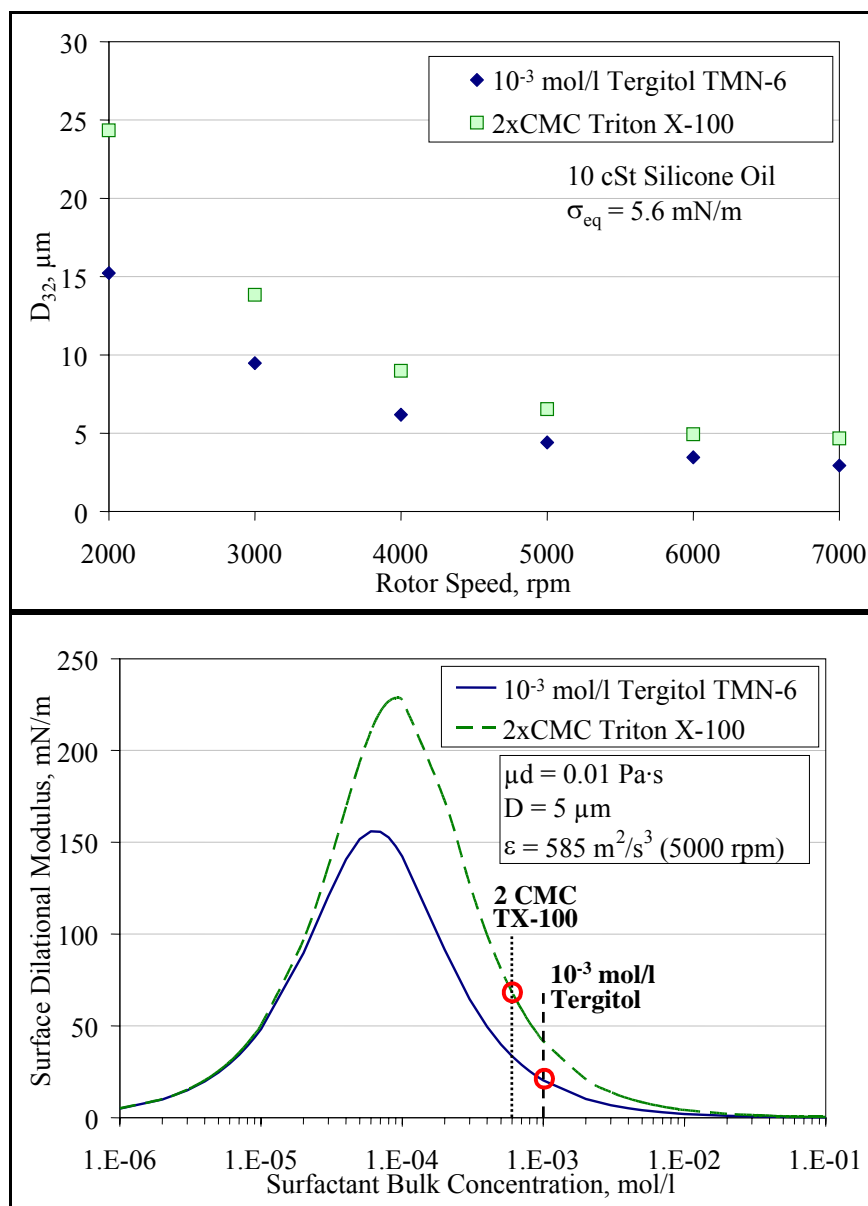 30
25
20
15
10
5
0
D32, µm
10-3 mol/l Tergitol TMN-6
2xCMC Triton X-100
10 cSt Silicone Oil
σeq = 5.6 mN/m
2000 3000 4000 5000 6000 7000
Rotor Speed, rpm
250
200
150
100
50
0
Surface Dilational Modulus, mN/m
10-3 mol/l Tergitol TMN-6
2xCMC Triton X-100
µd = 0.01 Pa·s
D = 5 µm
ε = 585 m2/s3 (5000 rpm)
2 CMC
TX-100
10-3 mol/l
Tergitol
1.E-06 1.E-05 1.E-04 1.E-03 1.E-02 1.E-01
Surfactant Bulk Concentration, mol/l